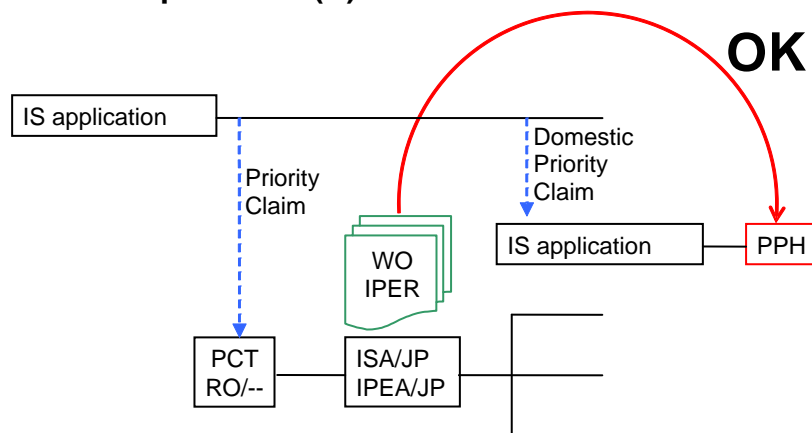 OK
IS application
Priority
Claim
Domestic
Priority
Claim
WO
IPER
IS application
PPH
PCT
RO/--
ISA/JP
IPEA/JP